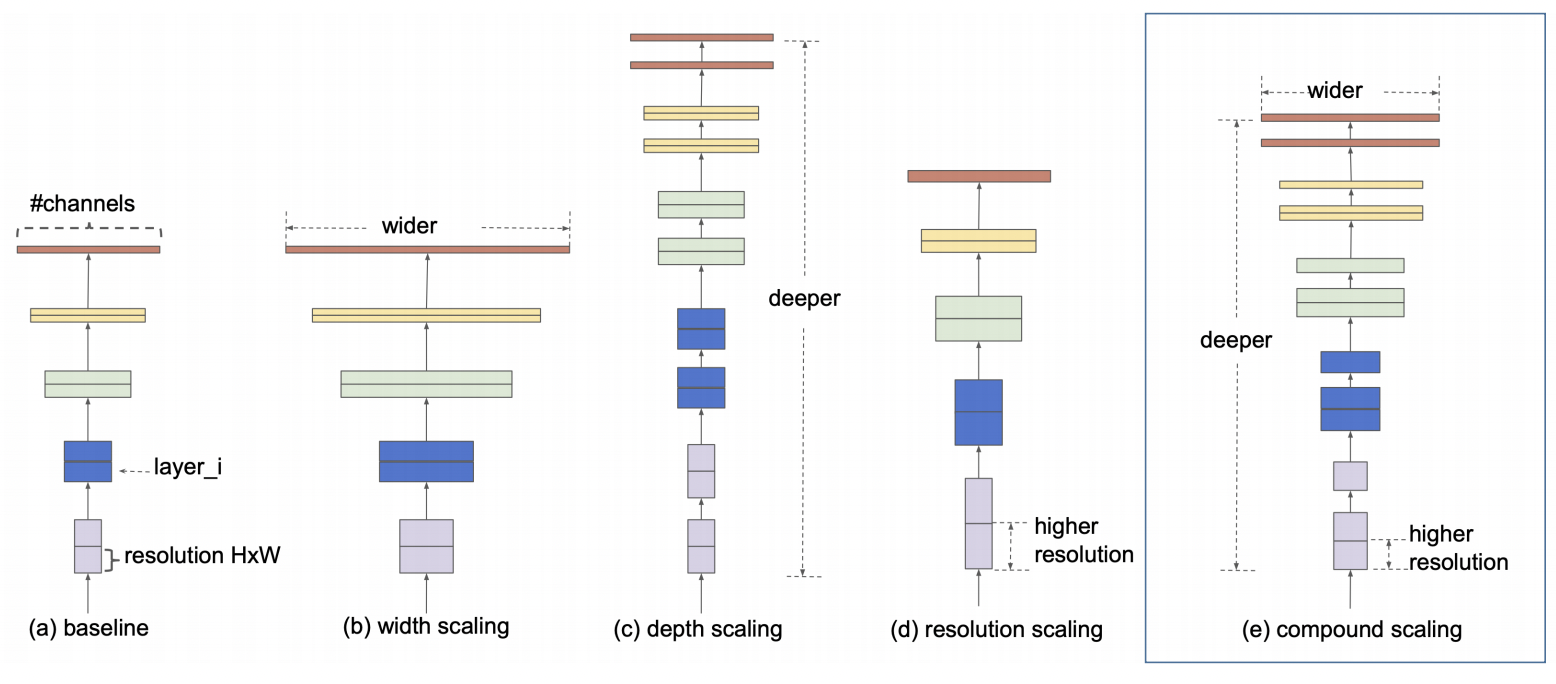 #channels
layer_i
resolution HxW
(a) baseline
wider
(b) width scaling
deeper
(c) depth scaling
higher
resolution
(d) resolution scaling
wider
deeper
higher
resolution
(e) compound scaling